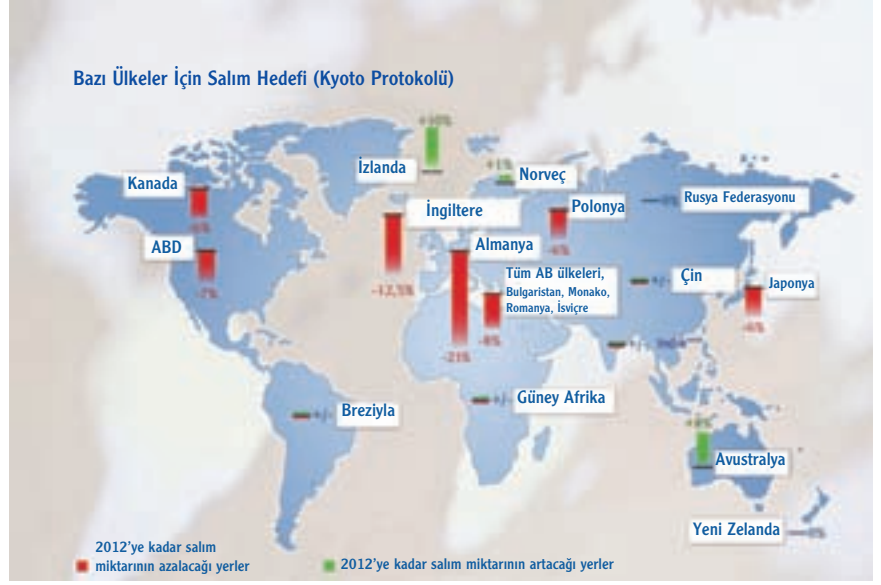 Bazı Ülkeler İçin Salım Hedefi (Kyoto Protokolü)
+10%
İzlanda
+1%
Norveç
Kanada
-6%
İngiltere
-12,5%
Polonya
-6%
0%
Rusya Federasyonu
ABD
-7%
Almanya
-21%
Tüm AB ülkeleri,
Bulgaristan, Monako,
Romanya, İsviçre
-8%
+/-
Çin
Japonya
-6%
+/-
+/-
Breziyla
+/-
Güney Afrika
+8%
Avustralya
Yeni Zelanda
0%
2012'ye kadar salım
miktarının azalacağı yerler
2012'ye kadar salım miktarının artacağı yerler